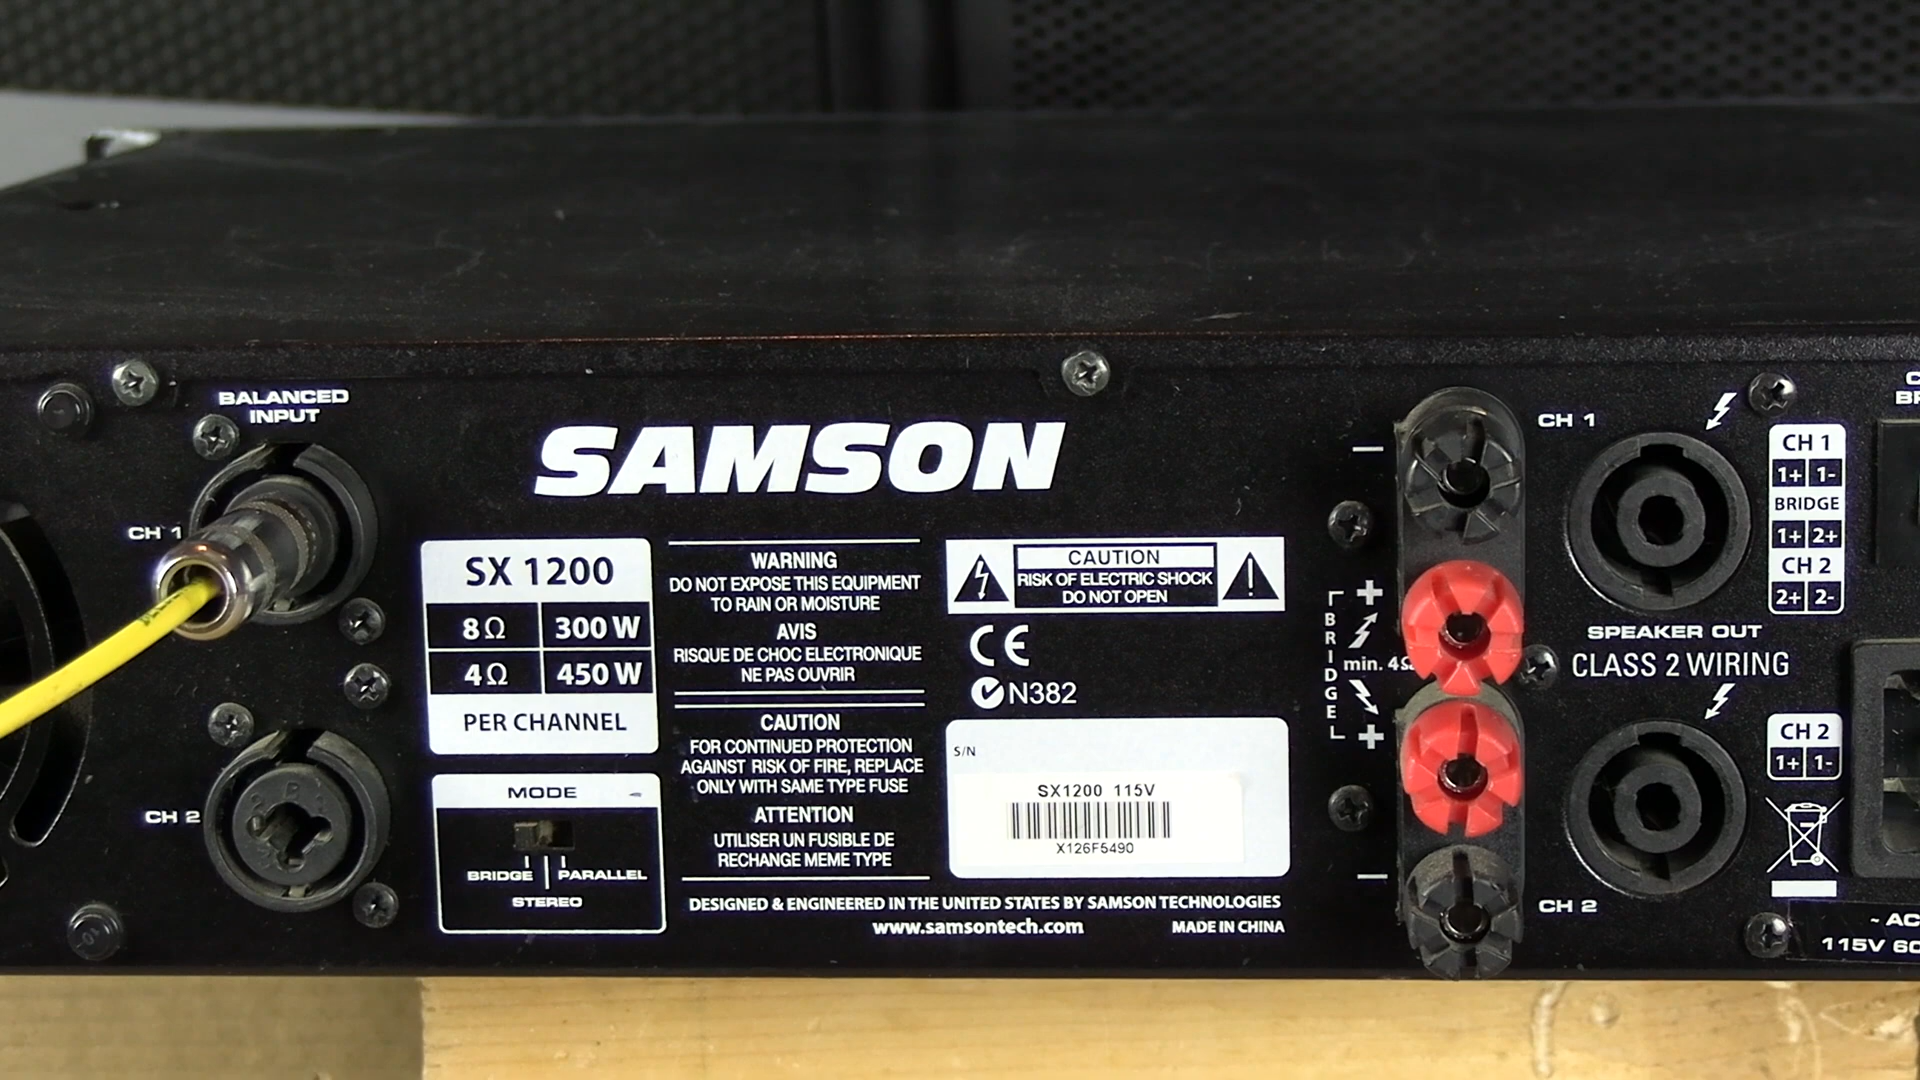 BALANCED
INPUT
CH 1
CH 2
SAMSON
SX 1200
8Ω 300 W
4Ω 450 W
PER CHANNEL
MODE
BRIDGE PARALLEL
STEREO
WARNING
DO NOT EXPOSE THIS EQUIPMENT
TO RAIN OR MOISTURE
AVIS
RISQUE DE CHOC ELECTRONIQUE
NE PAS OUVRIR
CAUTION
FOR CONTINUED PROTECTION
AGAINST RISK OF FIRE, REPLACE
ONLY WITH SAME TYPE FUSE
ATTENTION
UTILISER UN FUSIBLE DE
RECHANGE MEME TYPE
CAUTION
RISK OF ELECTRIC SHOCK
DO NOT OPEN
CE
N382
S/N
SX1200 115V
X126F5490
DESIGNED & ENGINEERED IN THE UNITED STATES BY SAMSON TECHNOLOGIES
www.samsontech.com MADE IN CHINA
− CH 1
+
BRIDGE
min. 4Ω
+
− CH 2
SPEAKER OUT
CLASS 2 WIRING
CH 1
1+ 1-
BRIDGE
1+ 2+
CH 2
2+ 2-
CH 2
1+ 1-
~ AC
115V 60